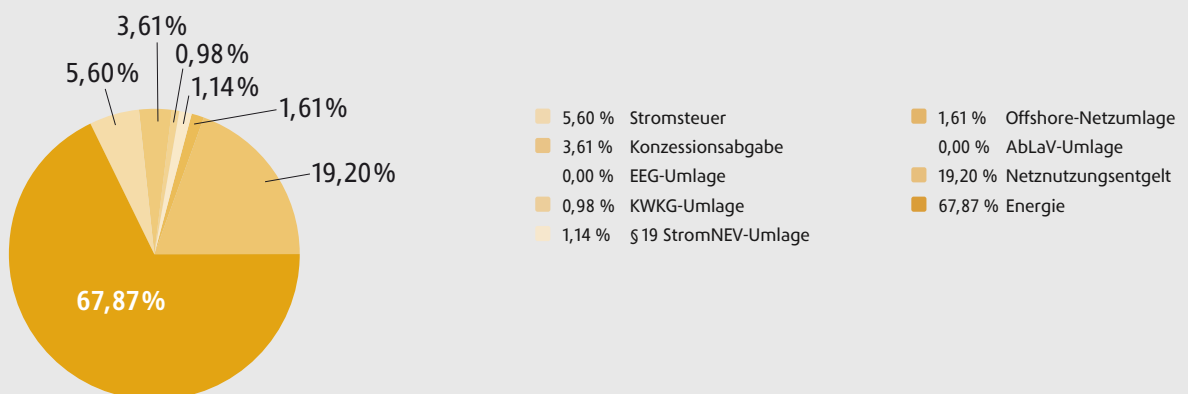 3,61%
0,98%
5,60%
1,14%
1,61%
19,20%
67,87%
5,60 % Stromsteuer
3,61 % Konzessionsabgabe
0,00 % EEG-Umlage
0,98 % KWKG-Umlage
1,14 % §19 StromNEV-Umlage
1,61 % Offshore-Netzumlage
0,00 % AbLaV-Umlage
19,20 % Netznutzungsentgelt
67,87 % Energie